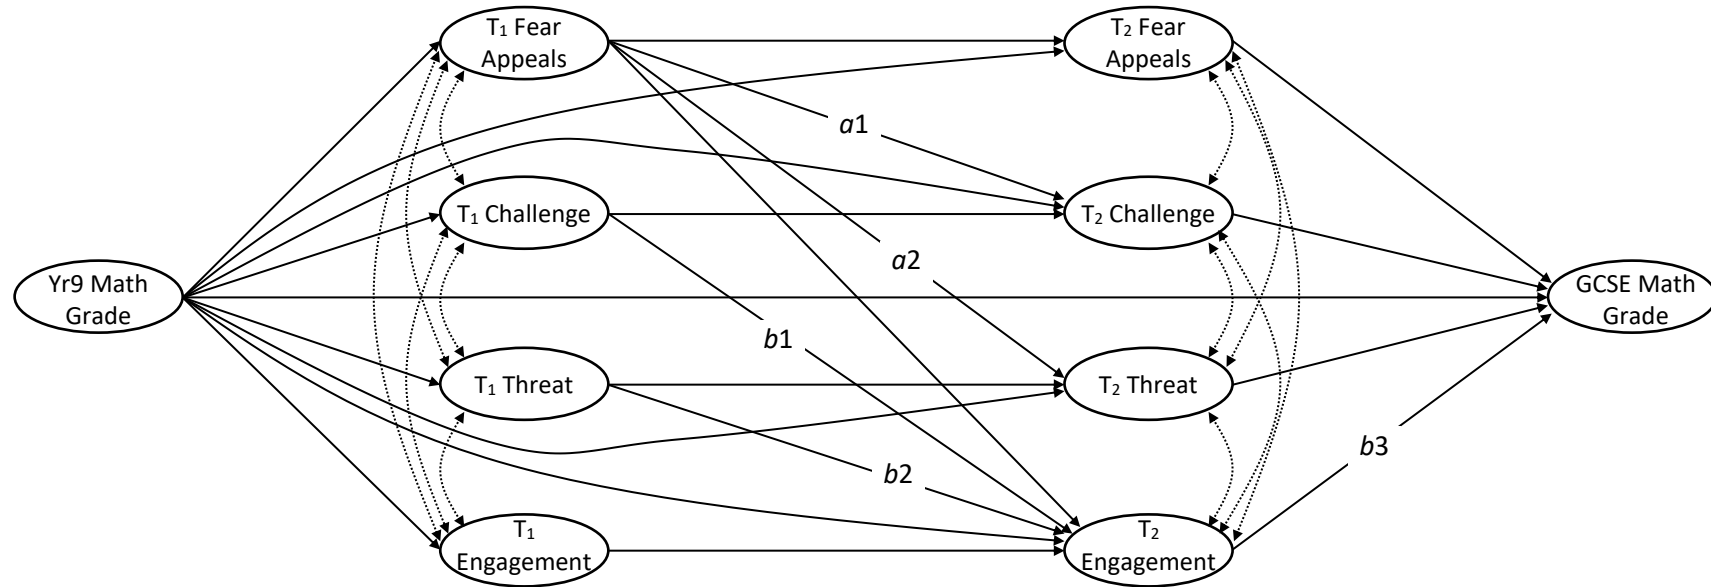 T₁ Fear
Appeals
T₂ Fear
Appeals
a1
T₁ Challenge
T₂ Challenge
a2
Yr9 Math
Grade
GCSE Math
Grade
b1
T₁ Threat
T₂ Threat
b3
b2
T₁
Engagement
T₂
Engagement